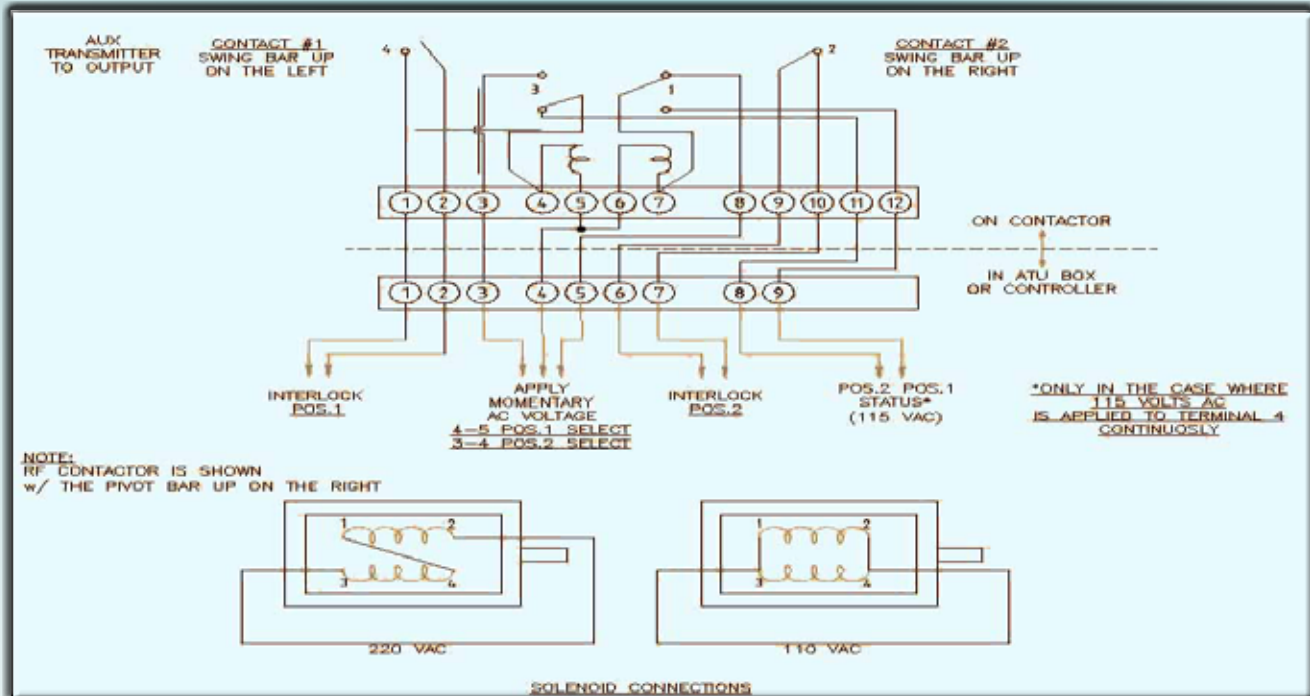 AUX
TRANSMITTER
TO OUTPUT
CONTACT #1
SWING BAR UP
ON THE LEFT
4
3
1
2
CONTACT #2
SWING BAR UP
ON THE RIGHT
1 2 3 4 5 6 7 8 9 10 11 12
ON CONTACTOR
IN ATU BOX
OR CONTROLLER
1 2 3 4 5 6 7 8 9
INTERLOCK
POS.1
APPLY
MOMENTARY
AC VOLTAGE
4-5 POS.1 SELECT
3-4 POS.2 SELECT
INTERLOCK
POS.2
POS.2 POS.1
STATUS*
(115 VAC)
*ONLY IN THE CASE WHERE
115 VOLTS AC
IS APPLIED TO TERMINAL 4
CONTINUOSLY
NOTE:
RF CONTACTOR IS SHOWN
w/ THE PIVOT BAR UP ON THE RIGHT
1 2
3 4
220 VAC
1 2
3 4
110 VAC
SOLENOID CONNECTIONS